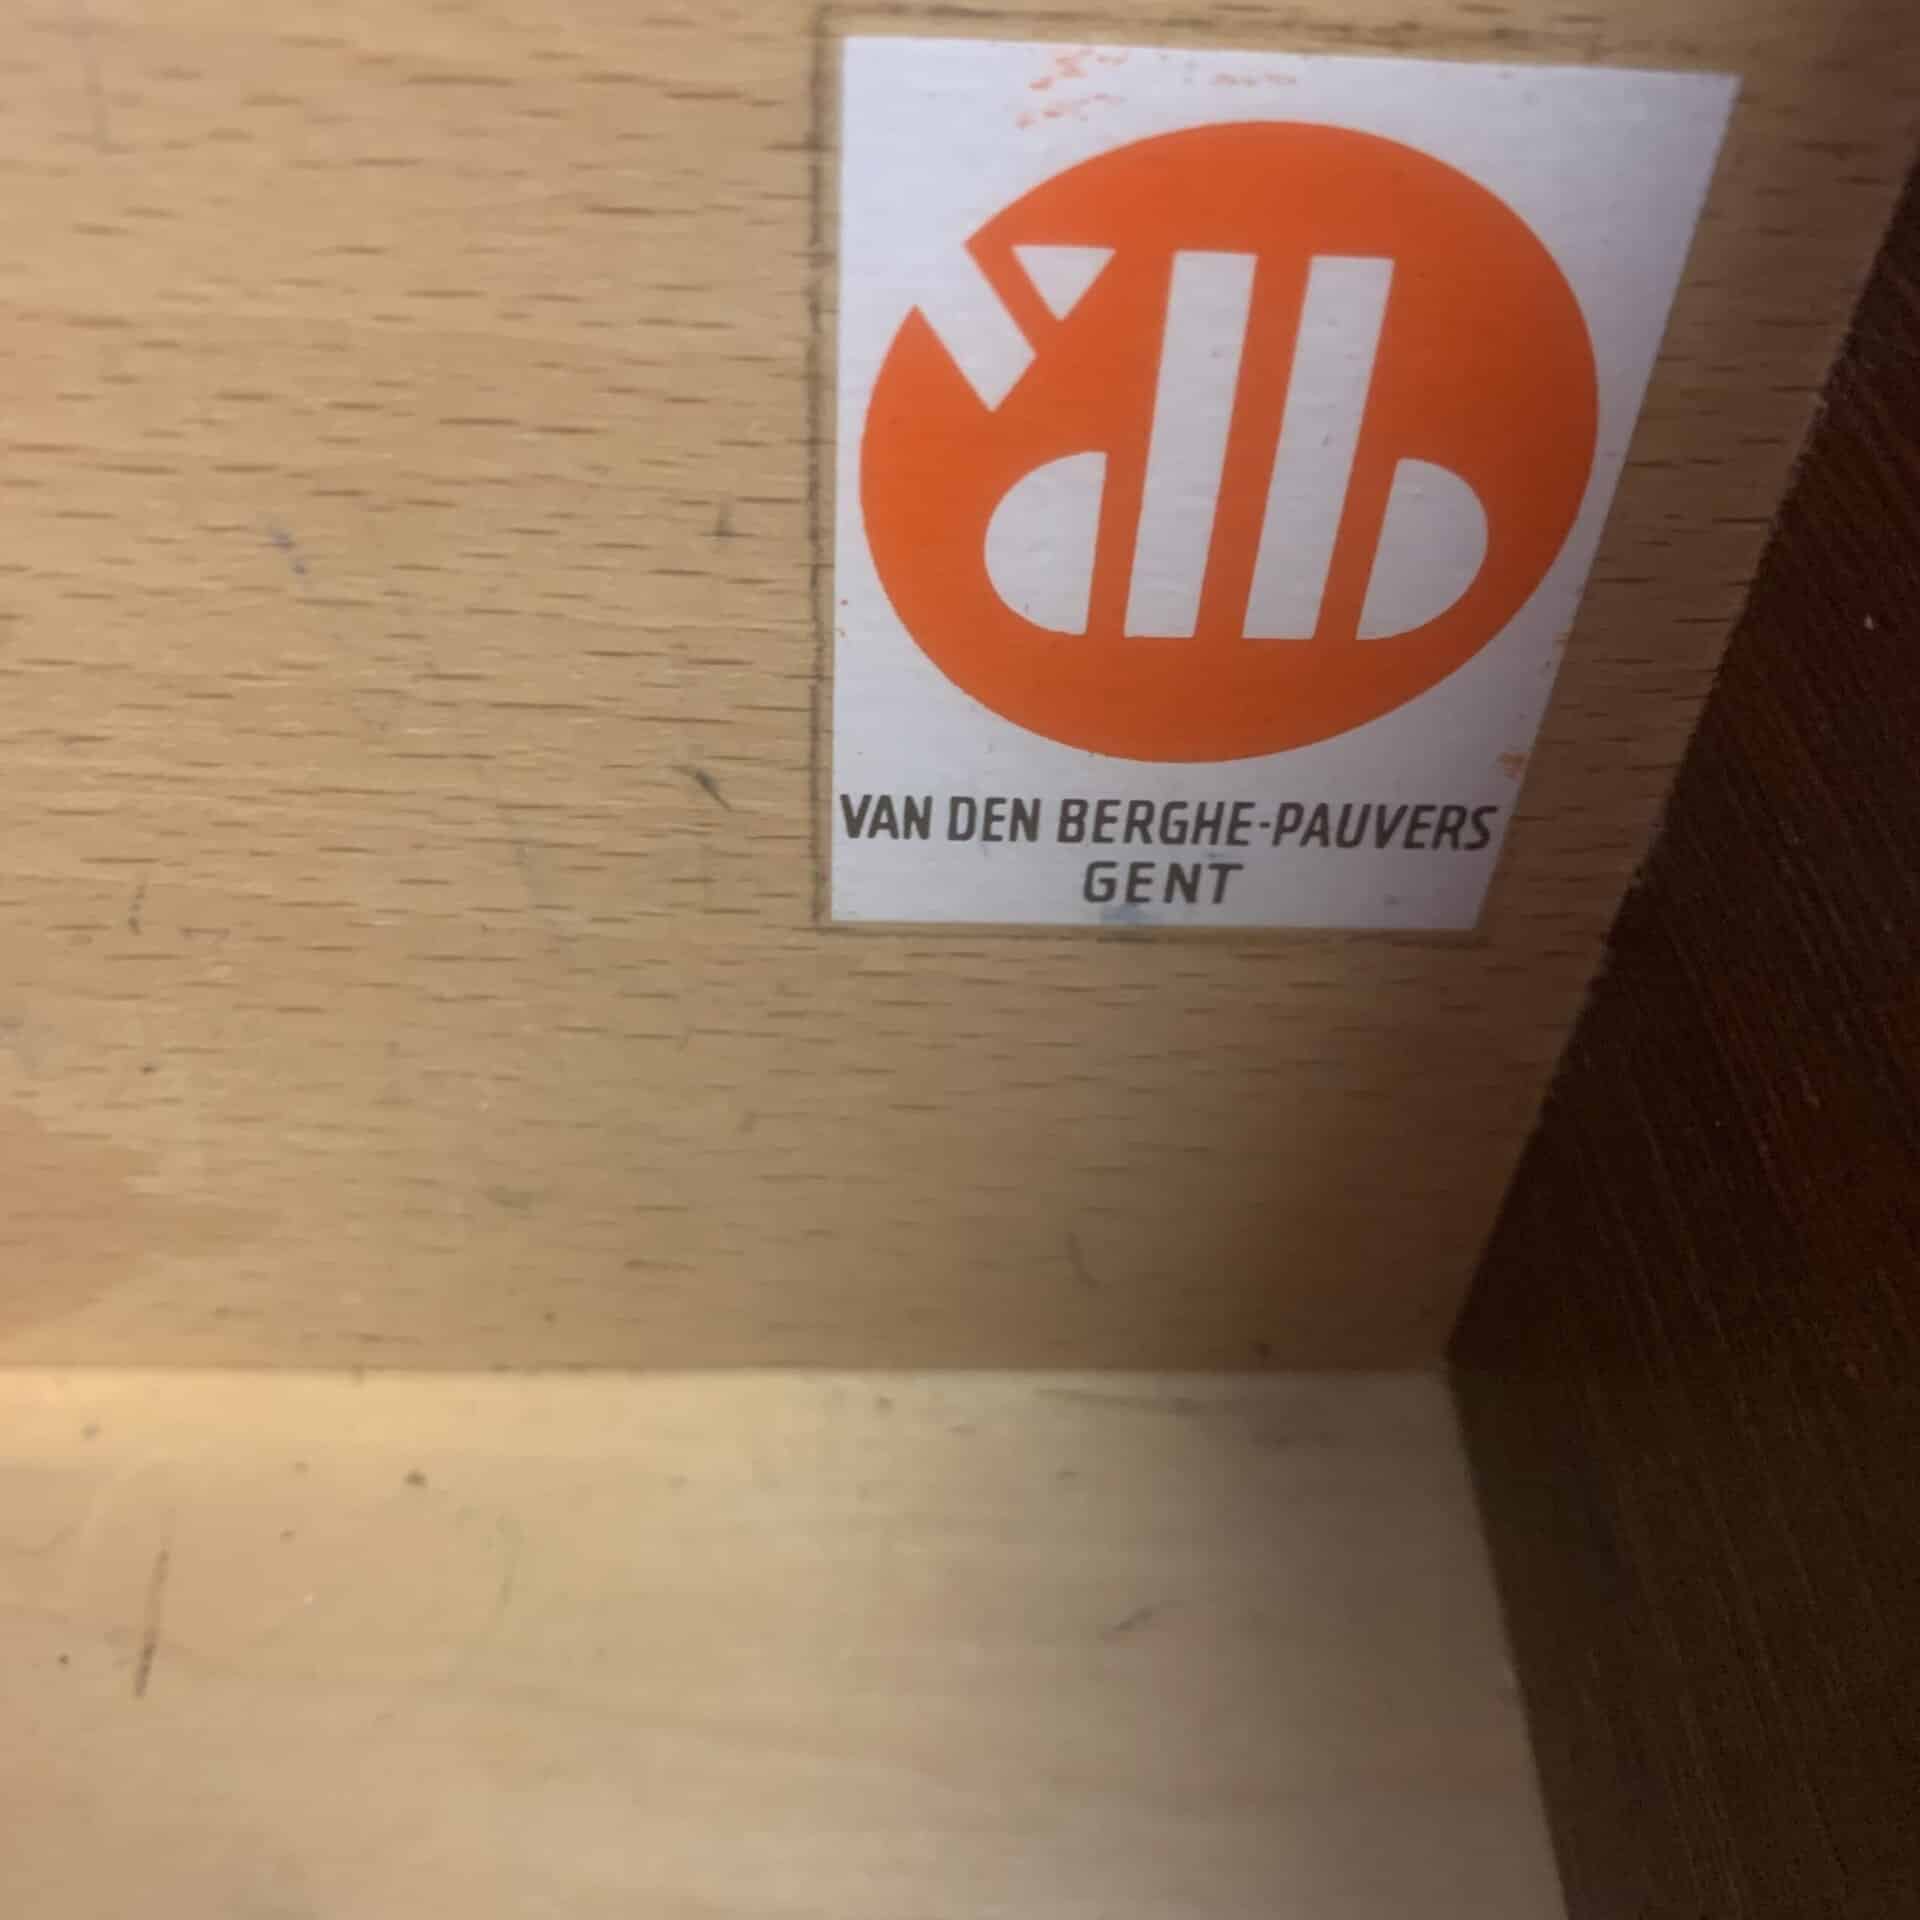 VAN DEN BERGHE-PAUVERS
GENT